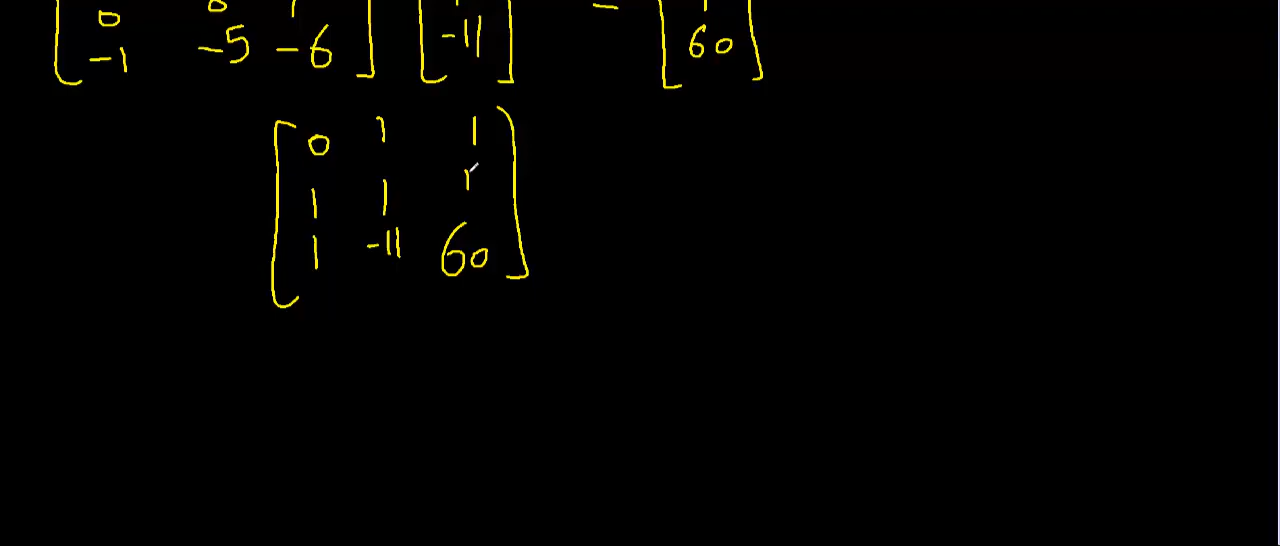 0 0 1
-1 -5 -6 -11 = 1 60
0 1 1
1 1 1
1 -11 60